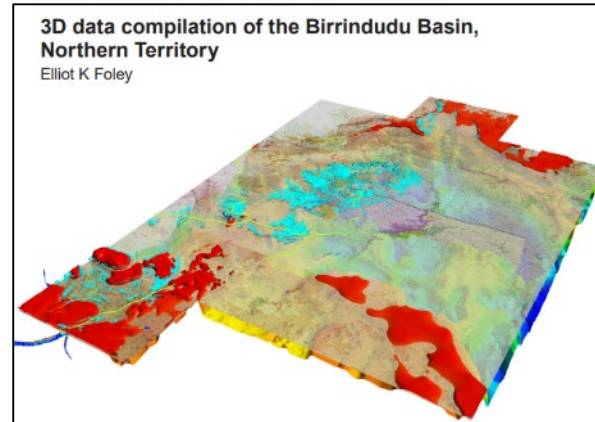 3D data compilation of the Birrindudu Basin,
Northern Territory
Elliot K Foley